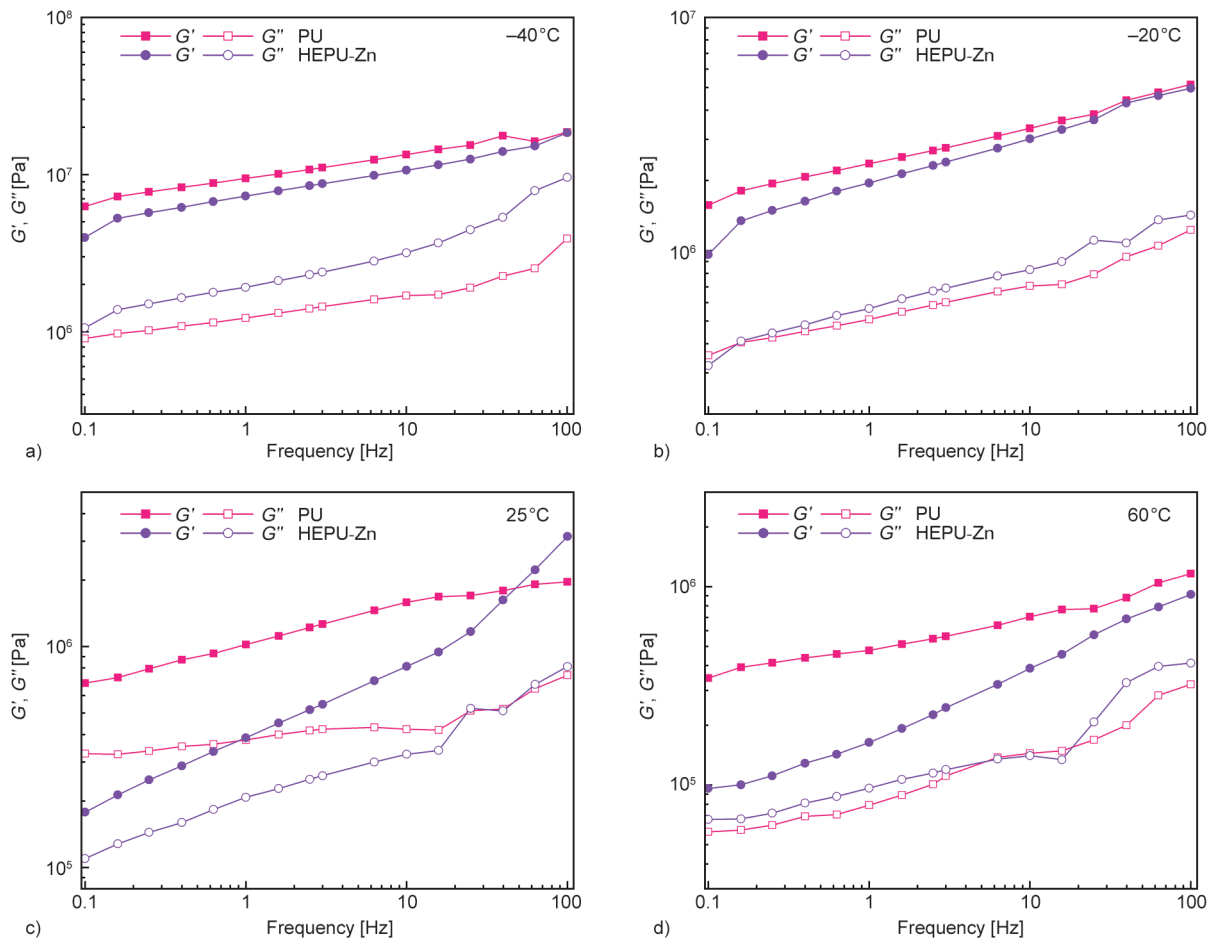 10⁸
G′ G″ PU –40°C
G′ G″ HEPU-Zn
10⁷
G′, G″ [Pa]
10⁶
0.1 1 10 100
a) Frequency [Hz]
10⁷
G′ G″ PU –20°C
G′ G″ HEPU-Zn
G′, G″ [Pa]
10⁶
0.1 1 10 100
b) Frequency [Hz]
G′ G″ PU 25°C
G′ G″ HEPU-Zn
G′, G″ [Pa]
10⁶
10⁵
0.1 1 10 100
c) Frequency [Hz]
G′ G″ PU 60°C
G′ G″ HEPU-Zn
10⁶
G′, G″ [Pa]
10⁵
0.1 1 10 100
d) Frequency [Hz]